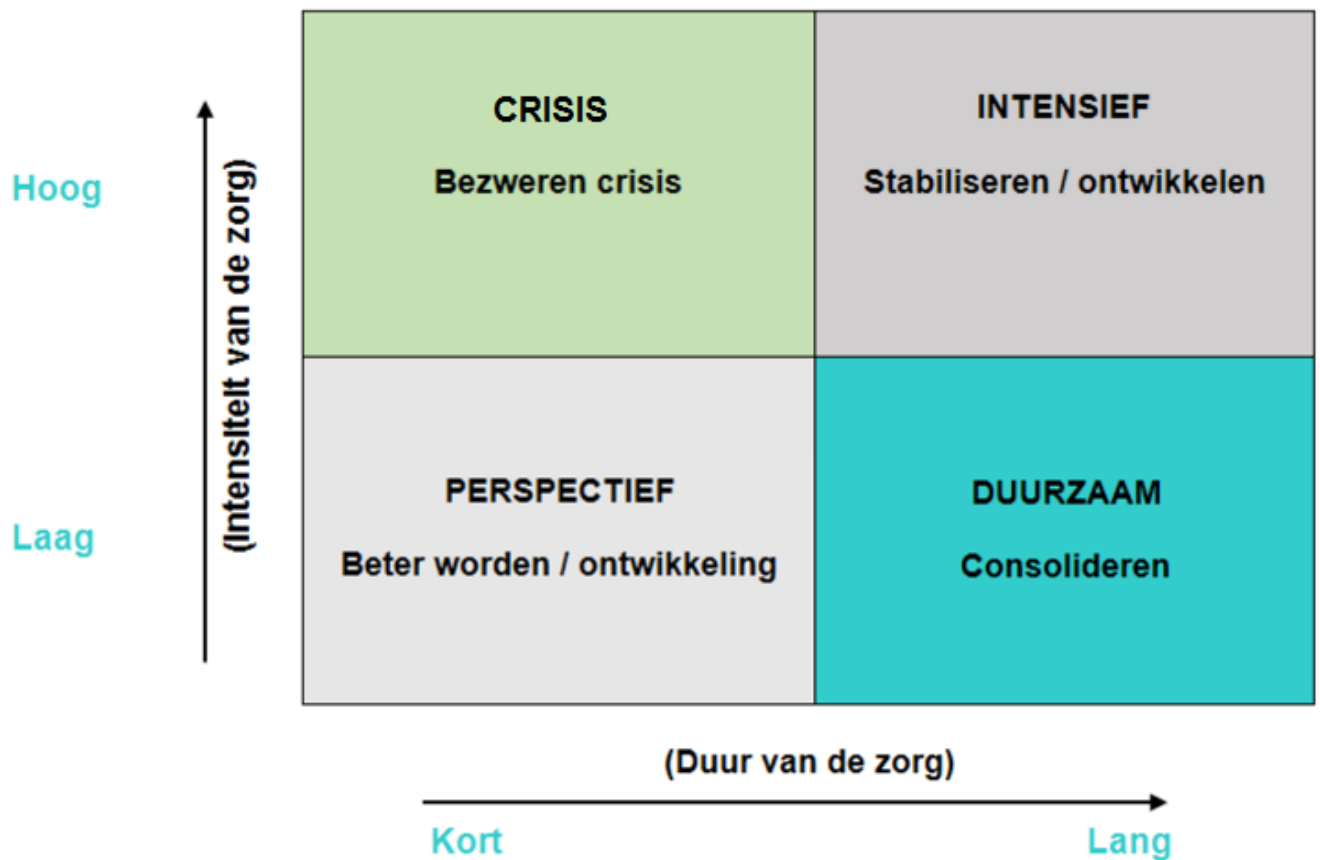 CRISIS
Bezweren crisis
INTENSIEF
Stabiliseren / ontwikkelen
Hoog
(Intensiteit van de zorg)
Laag
PERSPECTIEF
Beter worden / ontwikkeling
DUURZAAM
Consolideren
(Duur van de zorg)
Kort
Lang